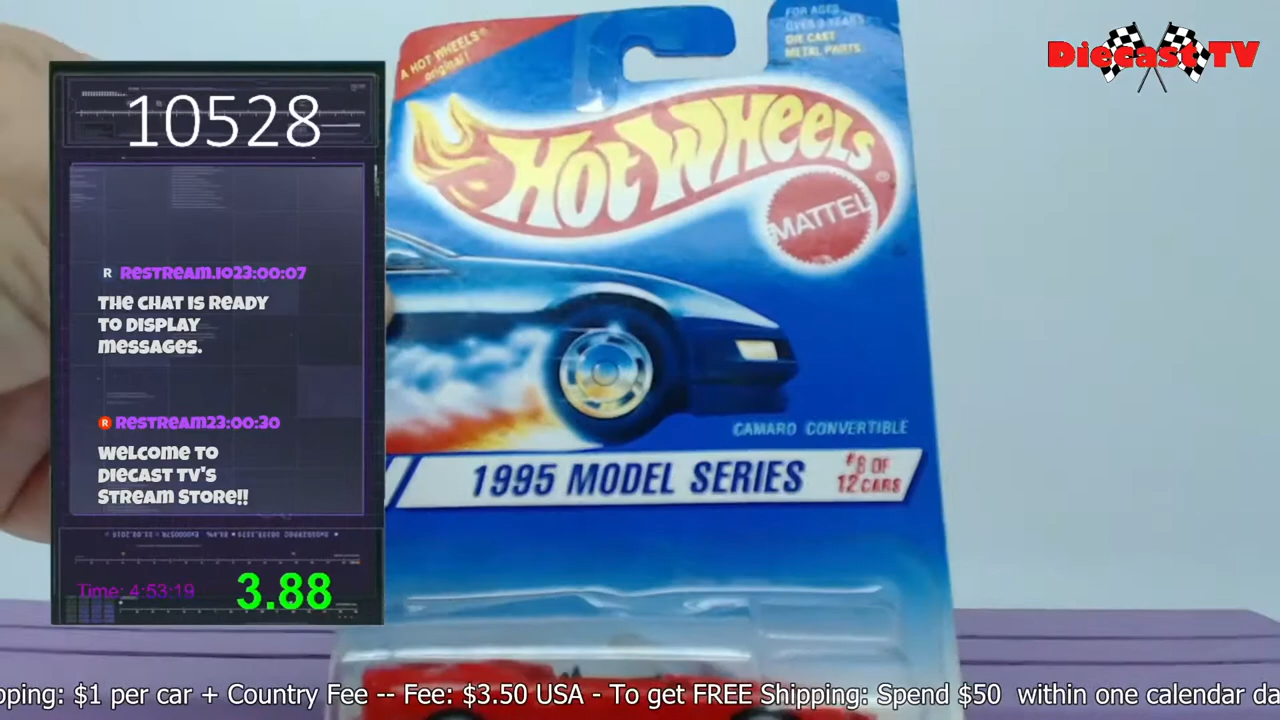 A HOT WHEELS
original!
FOR AGES
OVER 3 YEARS
DIE CAST
METAL PARTS
Diecast TV
10528
HOT WHEELS
®
MATTEL
R Restream.io23:00:07
THE CHAT IS READY
TO DISPLAY
MESSAGES.
R Restream23:00:30
WELCOME TO
DIECAST TV'S
STREAM STORE!!
CAMARO CONVERTIBLE
1995 MODEL SERIES
#8 OF
12 CARS
Time: 4:53:19
3.88
pping: $1 per car + Country Fee -- Fee: $3.50 USA - To get FREE Shipping: Spend $50 within one calendar da